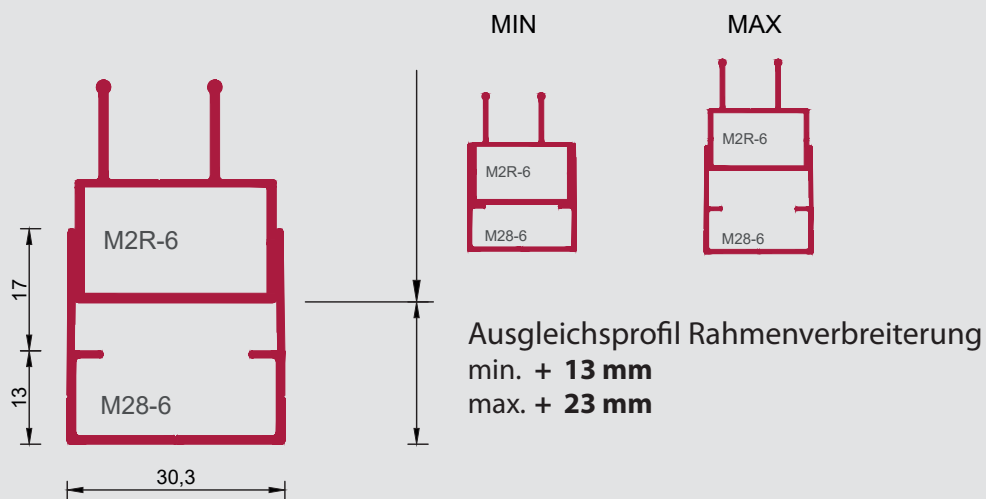 MIN
MAX
M2R-6
M28-6
M2R-6
M28-6
M2R-6
M28-6
17
13
30,3
Ausgleichsprofil Rahmenverbreiterung
min. + 13 mm
max. + 23 mm